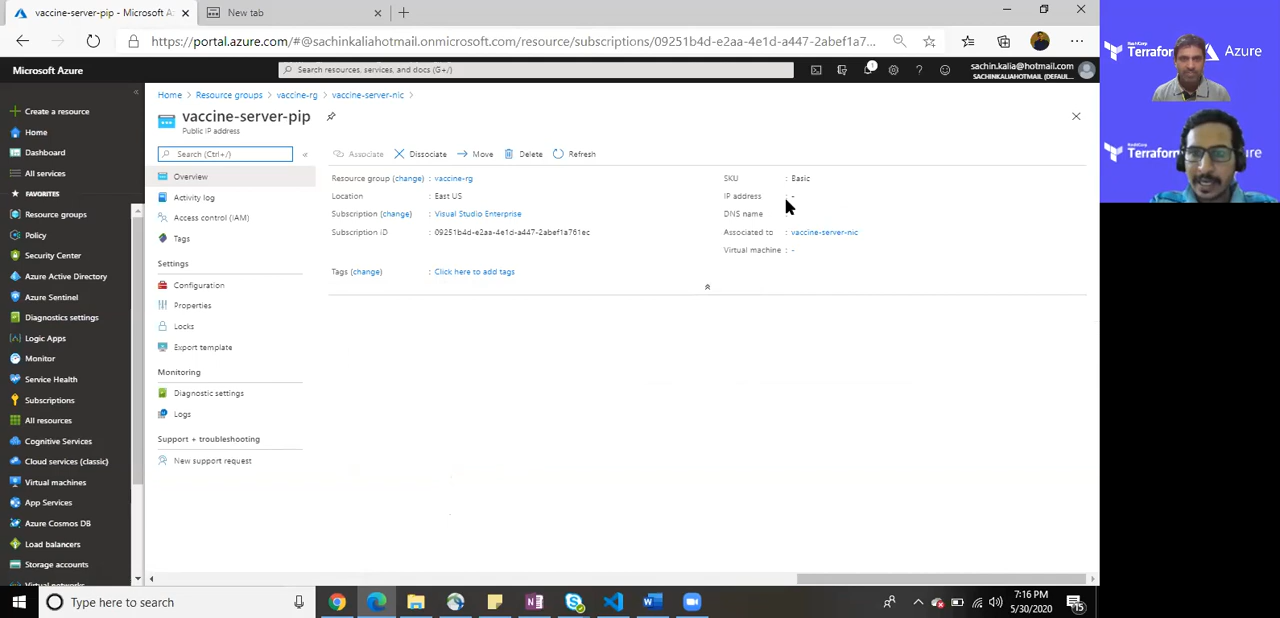 vaccine-server-pip - Microsoft A
New tab
https://portal.azure.com/#@sachinkaliahotmail.onmicrosoft.com/resource/subscriptions/09251b4d-e2aa-4e1d-a447-2abef1a7...
Microsoft Azure
Search resources, services, and docs (G+/)
1
sachin.kalia@hotmail.com
SACHINKALIAHOTMAIL (DEFAUL...
Create a resource
Home
Dashboard
All services
FAVORITES
Resource groups
Policy
Security Center
Azure Active Directory
Azure Sentinel
Diagnostics settings
Logic Apps
Monitor
Service Health
Subscriptions
All resources
Cognitive Services
Cloud services (classic)
Virtual machines
App Services
Azure Cosmos DB
Load balancers
Storage accounts
Virtual networks
Home > Resource groups > vaccine-rg > vaccine-server-nic >
vaccine-server-pip
Public IP address
Search (Ctrl+/)
Overview
Activity log
Access control (IAM)
Tags
Settings
Configuration
Properties
Locks
Export template
Monitoring
Diagnostic settings
Logs
Support + troubleshooting
New support request
Associate Dissociate Move Delete Refresh
Resource group (change) : vaccine-rg
Location : East US
Subscription (change) : Visual Studio Enterprise
Subscription ID : 09251b4d-e2aa-4e1d-a447-2abef1a761ec
Tags (change) : Click here to add tags
SKU : Basic
IP address : -
DNS name
Associated to : vaccine-server-nic
Virtual machine : -
HashiCorp
Terraform
Azure
HashiCorp
Terraform
Type here to search
7:16 PM
5/30/2020
15